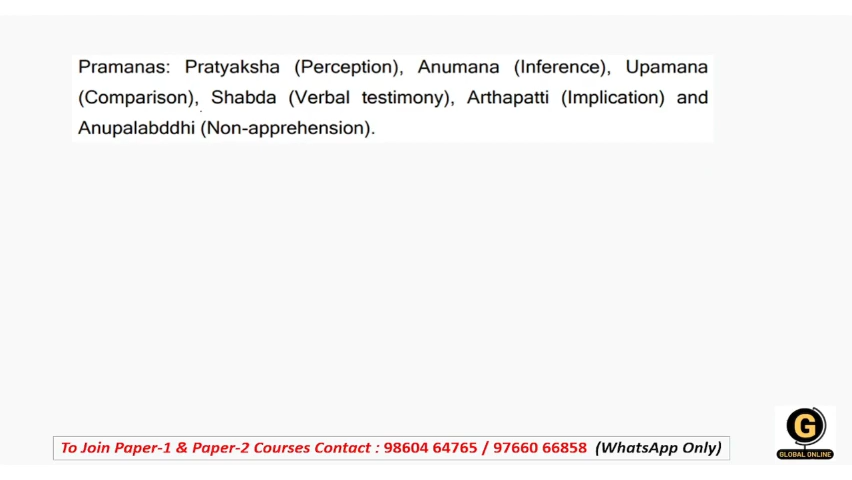 Pramanas: Pratyaksha (Perception), Anumana (Inference), Upamana
(Comparison), Shabda (Verbal testimony), Arthapatti (Implication) and
Anupalabddhi (Non-apprehension).
To Join Paper-1 & Paper-2 Courses Contact : 98604 64765 / 97660 66858 (WhatsApp Only)
G
GLOBAL ONLINE